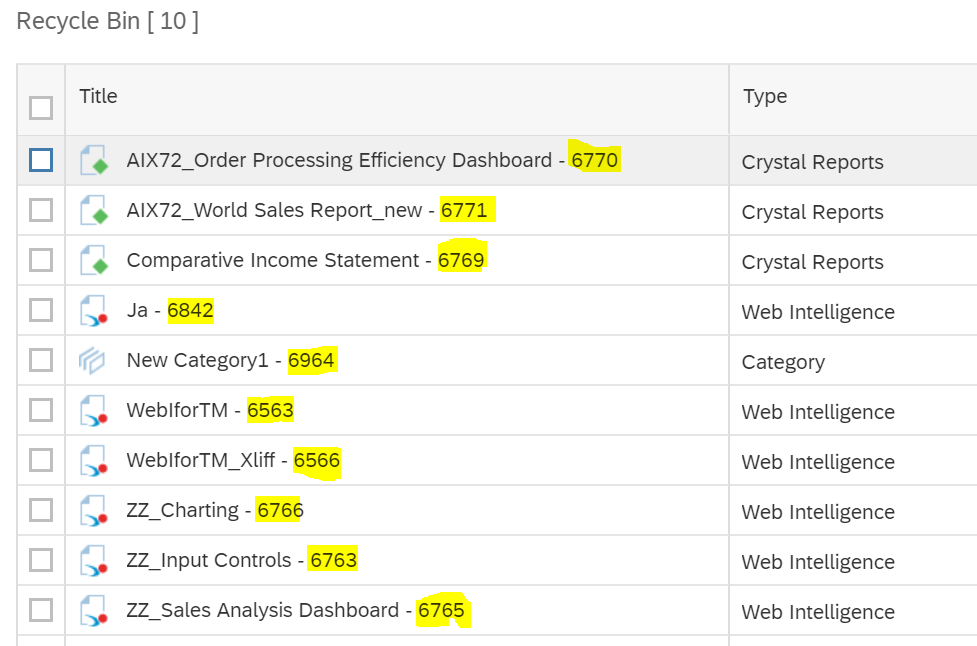 Recycle Bin [ 10 ]
Title Type
AIX72_Order Processing Efficiency Dashboard - 6770 Crystal Reports
AIX72_World Sales Report_new - 6771 Crystal Reports
Comparative Income Statement - 6769 Crystal Reports
Ja - 6842 Web Intelligence
New Category1 - 6964 Category
WebIforTM - 6563 Web Intelligence
WebIforTM_Xliff - 6566 Web Intelligence
ZZ_Charting - 6766 Web Intelligence
ZZ_Input Controls - 6763 Web Intelligence
ZZ_Sales Analysis Dashboard - 6765 Web Intelligence